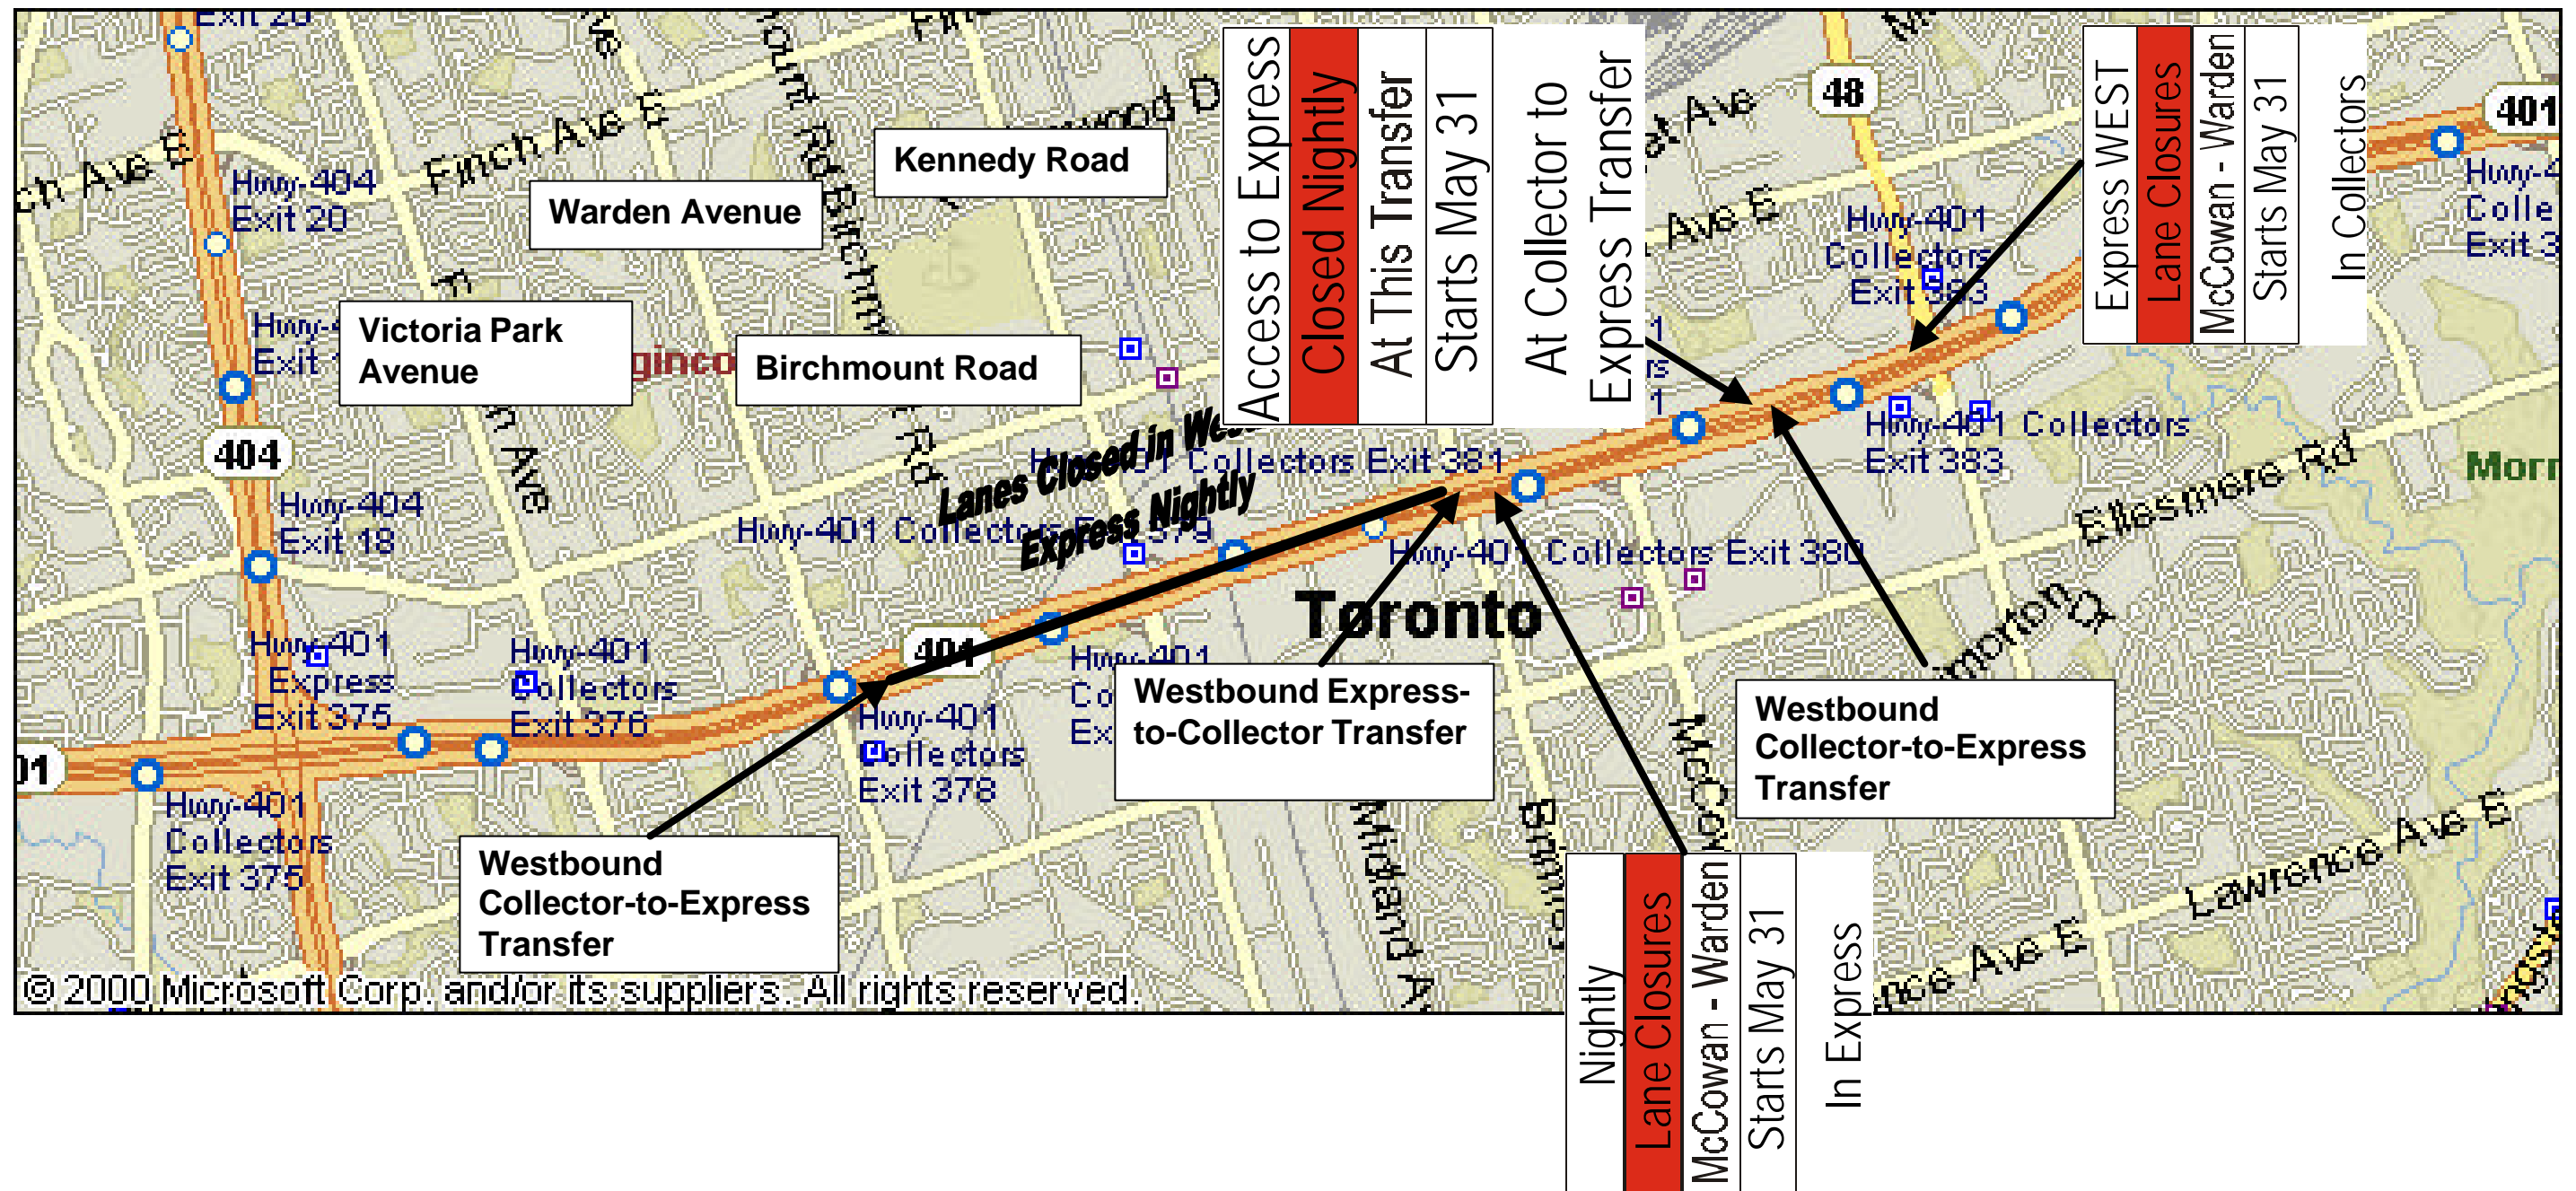 Exit 20
Hwy-404
Exit 20
Finch Ave E
ch Ave E
Kennedy Road
Warden Avenue
Victoria Park
Avenue
Birchmount Road
404
Hwy-404
Exit 18
Access to Express
Closed Nightly
At This Transfer
Starts May 31
At Collector to
Express Transfer
48
Ave E
Hwy-401
Collectors
Exit 383
Express WEST
Lane Closures
McCowan - Warden
Starts May 31
In Collectors
401
Hwy-401 Collectors
Exit 383
Ellesmere Rd
Lanes Closed in
Express Nightly
Collectors Exit 381
Hwy-401 Collectors
Hwy-401 Collectors Exit 380
Toronto
401
Hwy-401
Express
Exit 375
Hwy-401
Collectors
Exit 376
Hwy-401
Collectors
Exit 378
Hwy-401
Hwy-401
Collectors
Exit 375
Westbound Express-
to-Collector Transfer
Westbound
Collector-to-Express
Transfer
Westbound
Collector-to-Express
Transfer
Lawrence Ave E
Ave E
Nightly
Lane Closures
McCowan - Warden
Starts May 31
In Express
© 2000 Microsoft Corp. and/or its suppliers. All rights reserved.